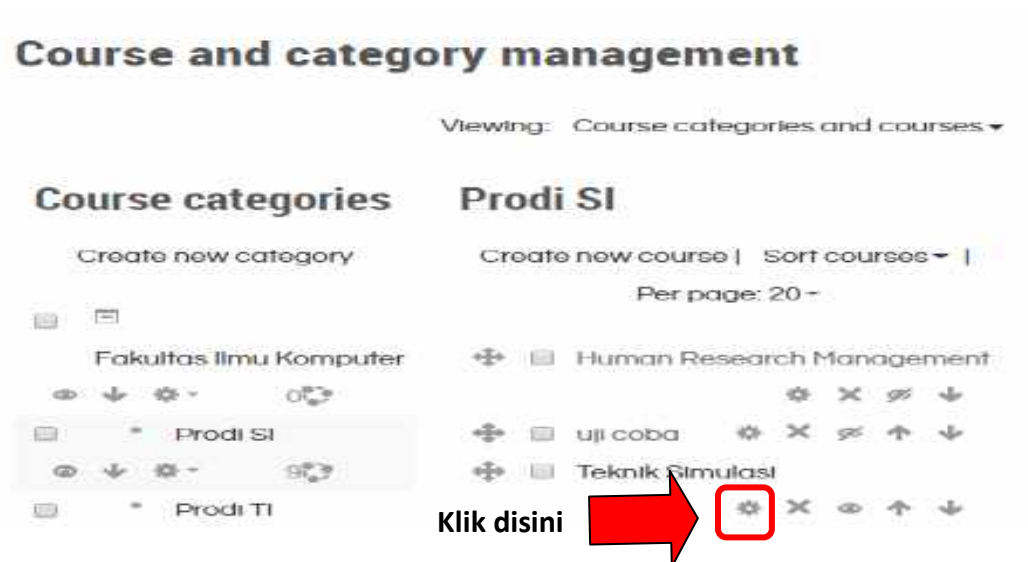 Course and category management
Viewing: Course categories and courses
Course categories
Create new category
Fakultas Ilmu Komputer
0
Prodi SI
9
Prodi TI
Prodi SI
Create new course | Sort courses |
Per page: 20
Human Research Management
uji coba
Teknik Simulasi
Klik disini